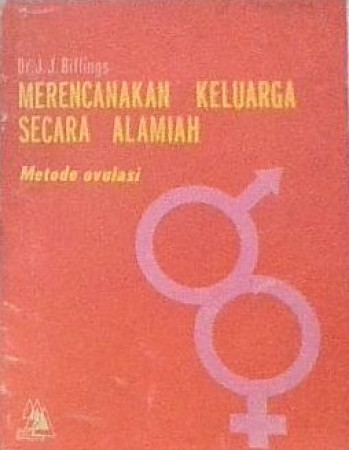 Dr. J. J. Billings
MERENCANAKAN KELUARGA
SECARA ALAMIAH
Metode ovulasi